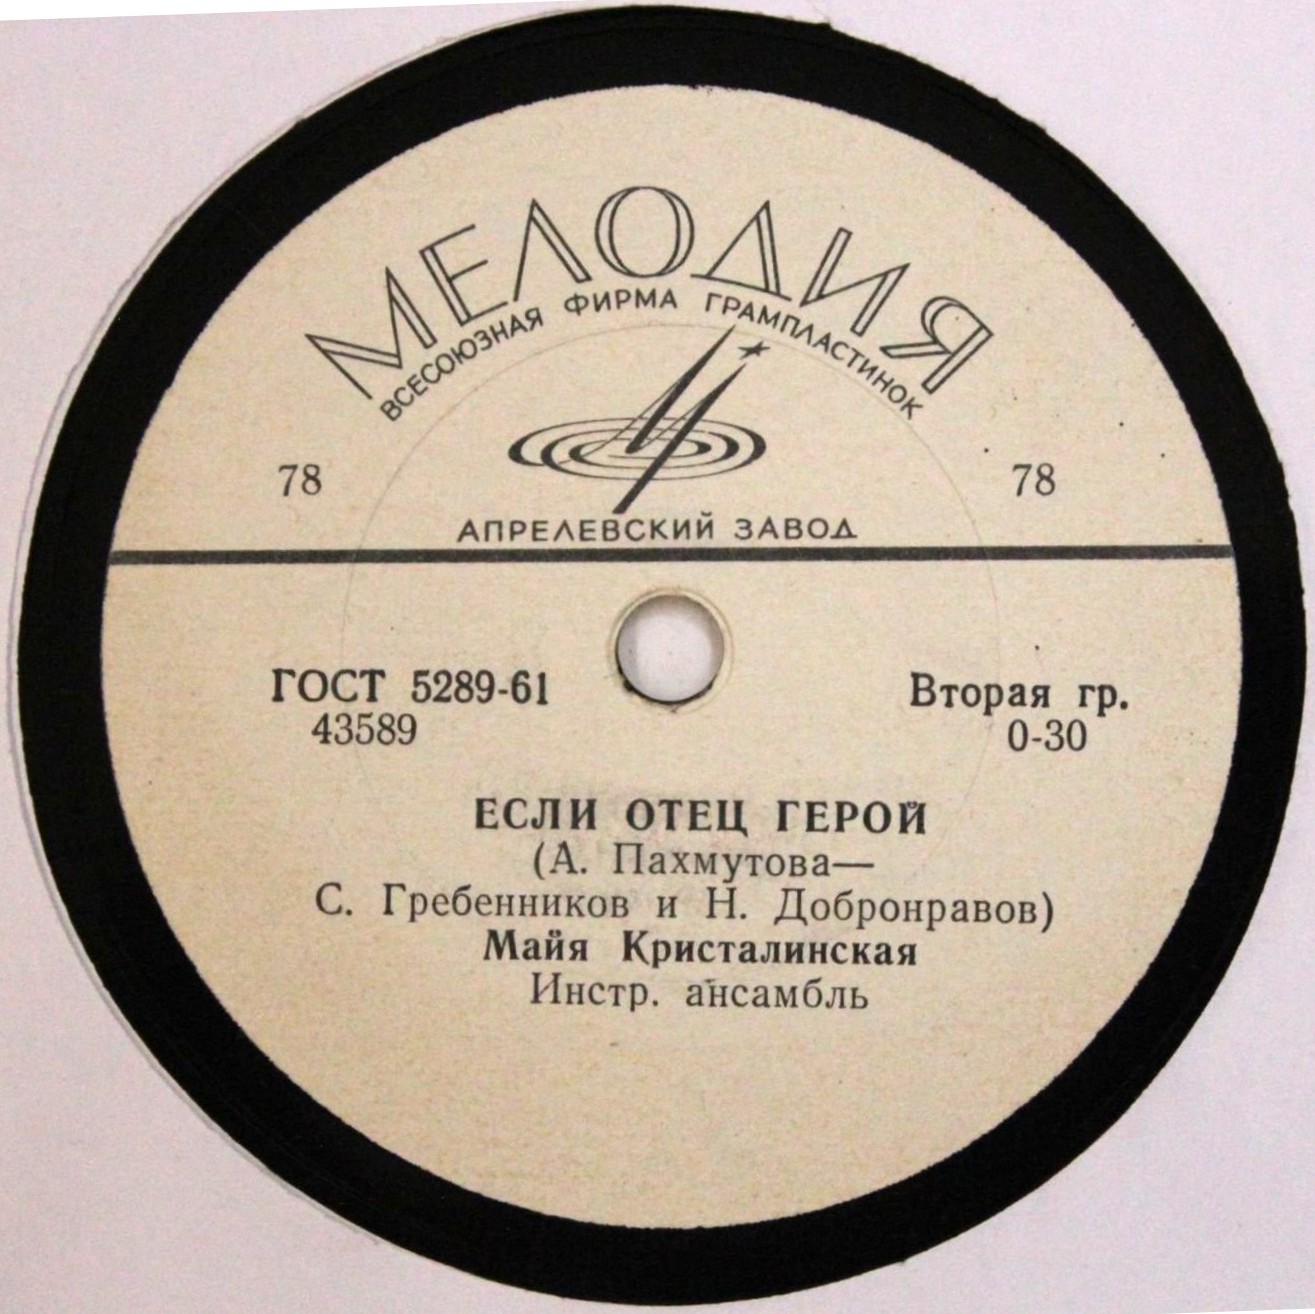 МЕЛОДИЯ
ВСЕСОЮЗНАЯ ФИРМА ГРАМПЛАСТИНОК
78 78
АПРЕЛЕВСКИЙ ЗАВОД
ГОСТ 5289-61 Вторая гр.
43589 0-30
ЕСЛИ ОТЕЦ ГЕРОЙ
(А. Пахмутова—
С. Гребенников и Н. Добронравов)
Майя Кристалинская
Инстр. ансамбль